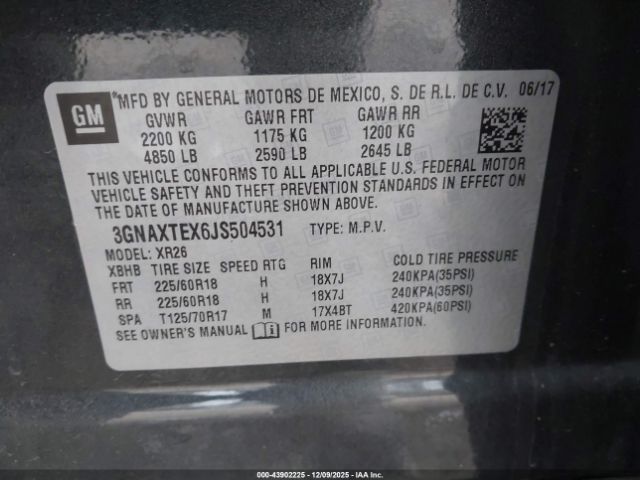 GM
*MFD BY GENERAL MOTORS DE MEXICO, S. DE R.L. DE C.V. 06/17
GVWR GAWR FRT GAWR RR
2200 KG 1175 KG 1200 KG
4850 LB 2590 LB 2645 LB
THIS VEHICLE CONFORMS TO ALL APPLICABLE U.S. FEDERAL MOTOR
VEHICLE SAFETY AND THEFT PREVENTION STANDARDS IN EFFECT ON
THE DATE OF MANUFACTURE SHOWN ABOVE.
3GNAXTEX6JS504531 TYPE: M.P.V.
MODEL: XR26
XBHB TIRE SIZE SPEED RTG RIM COLD TIRE PRESSURE
FRT 225/60R18 H 18X7J 240KPA(35PSI)
RR 225/60R18 H 18X7J 240KPA(35PSI)
SPA T125/70R17 M 17X4BT 420KPA(60PSI)
SEE OWNER'S MANUAL FOR MORE INFORMATION.
000-43902225 - 12/09/2025 - IAA Inc.